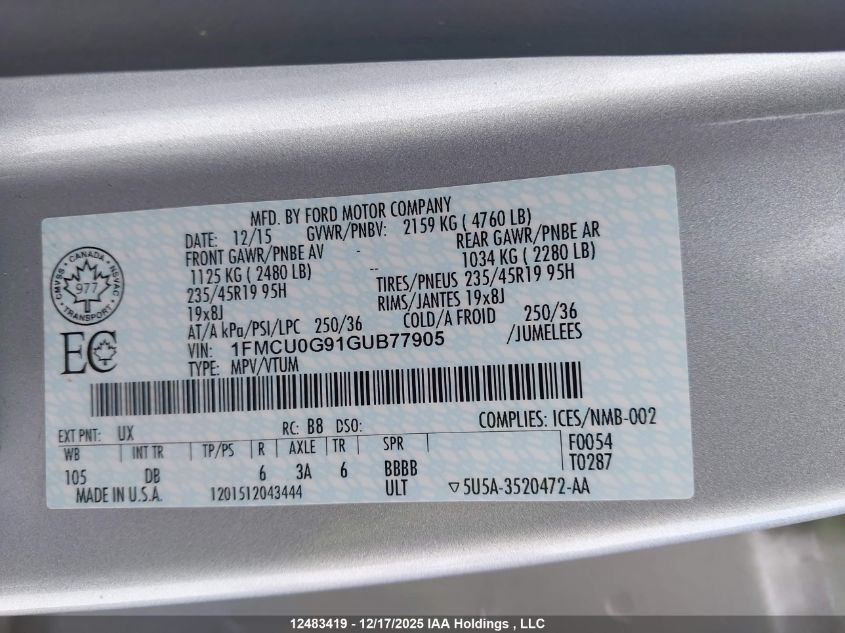 MFD. BY FORD MOTOR COMPANY
DATE: 12/15 GVWR/PNBV: 2159 KG ( 4760 LB)
FRONT GAWR/PNBE AV - REAR GAWR/PNBE AR
1125 KG ( 2480 LB) -- 1034 KG ( 2280 LB)
235/45R19 95H TIRES/PNEUS 235/45R19 95H
19x8J RIMS/JANTES 19x8J
AT/A kPa/PSI/LPC 250/36 COLD/A FROID 250/36
VIN: 1FMCU0G91GUB77905 /JUMELEES
TYPE: MPV/VTUM
CANADA
CMVSS NSVAC
977
TRANSPORT
EC
COMPLIES: ICES/NMB-002
EXT PNT: UX RC: B8 DSO:
WB INT TR TP/PS R AXLE TR SPR F0054
105 DB 6 3A 6 BBBB T0287
MADE IN U.S.A. 1201512043444 ULT ▽5U5A-3520472-AA
12483419 - 12/17/2025 IAA Holdings , LLC